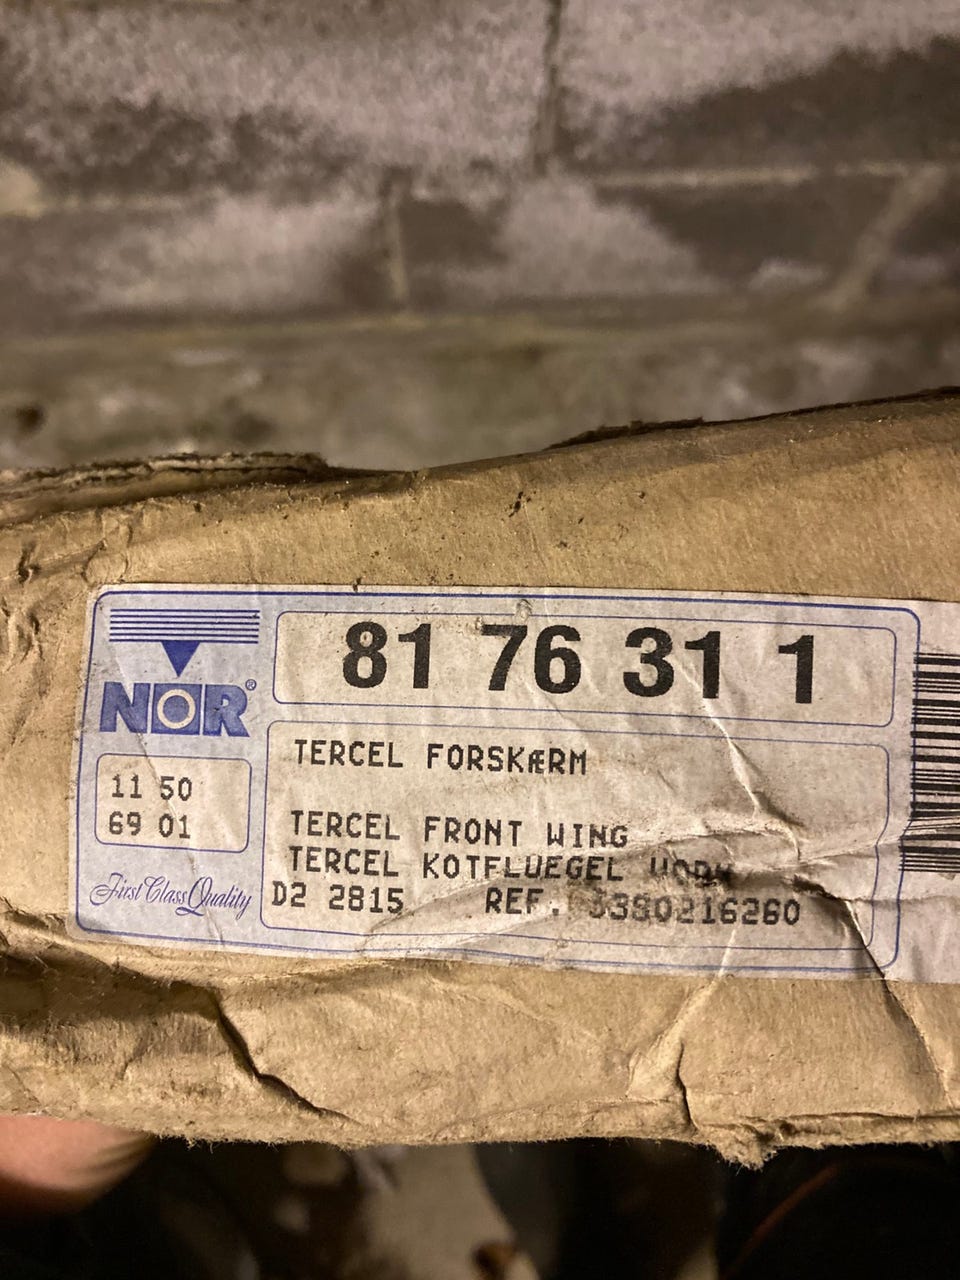 81 76 31 1
NOR®
TERCEL FORSKÆRM
11 50
69 01
TERCEL FRONT WING
TERCEL KOTFLUEGEL
First Class Quality
D2 2815 REF. 3380216260